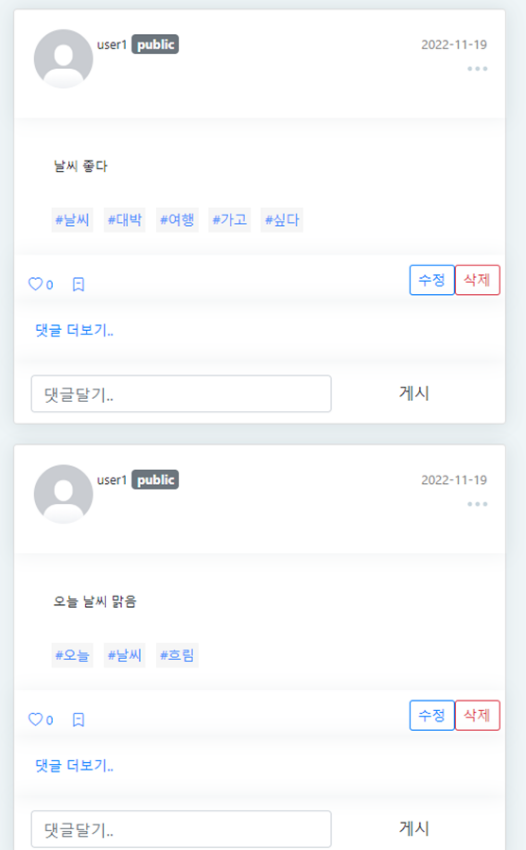 user1 public 2022-11-19
날씨 좋다
#날씨 #대박 #여행 #가고 #싶다
0 수정 삭제
댓글 더보기..
댓글달기.. 게시
user1 public 2022-11-19
오늘 날씨 맑음
#오늘 #날씨 #흐림
0 수정 삭제
댓글 더보기..
댓글달기.. 게시